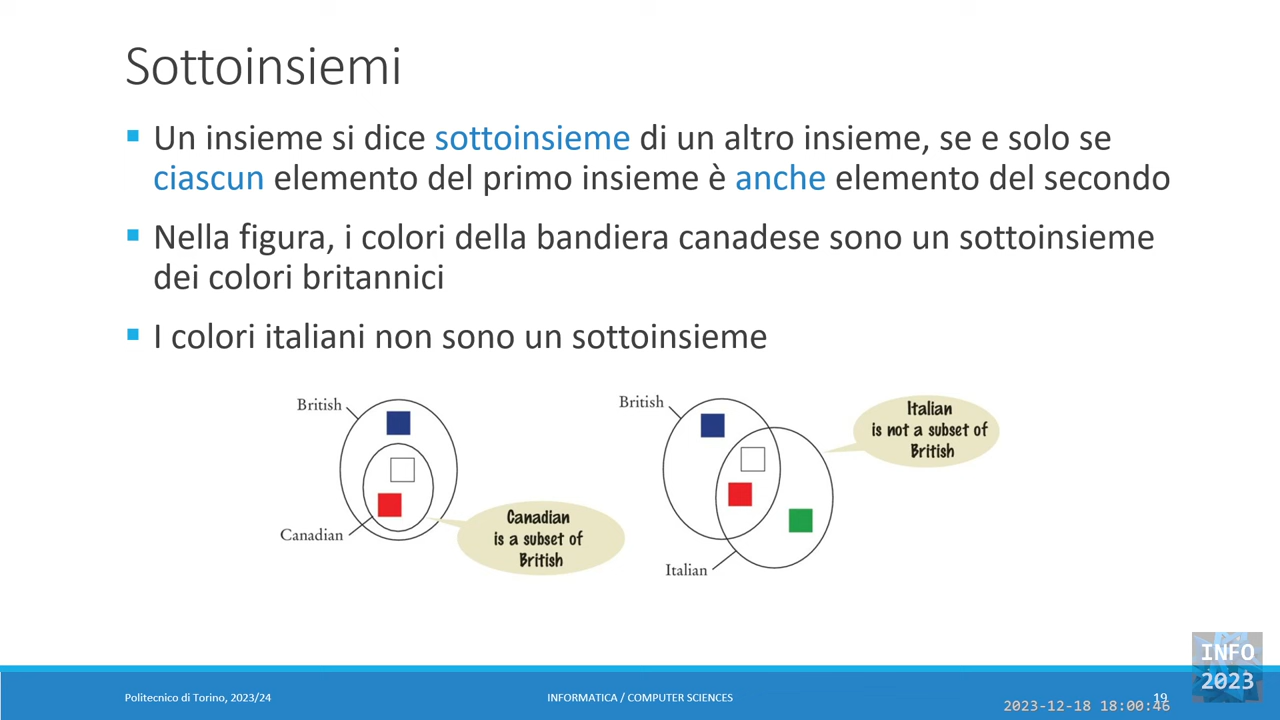 Sottoinsiemi
▪ Un insieme si dice sottoinsieme di un altro insieme, se e solo se
ciascun elemento del primo insieme è anche elemento del secondo
▪ Nella figura, i colori della bandiera canadese sono un sottoinsieme
dei colori britannici
▪ I colori italiani non sono un sottoinsieme
British
Canadian
Canadian
is a subset of
British
British
Italian
Italian
is not a subset of
British
INFO
2023
Politecnico di Torino, 2023/24
INFORMATICA / COMPUTER SCIENCES
19
2023-12-18 18:00:46